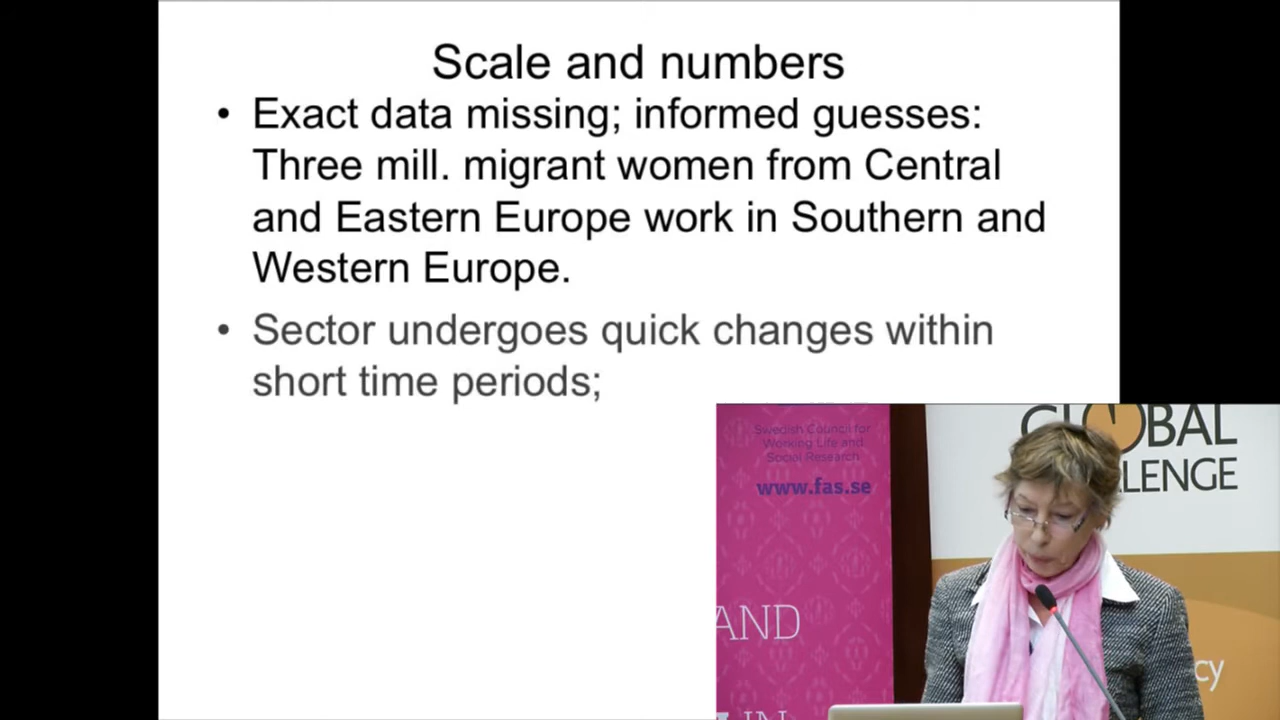 Scale and numbers
• Exact data missing; informed guesses:
Three mill. migrant women from Central
and Eastern Europe work in Southern and
Western Europe.
• Sector undergoes quick changes within
short time periods;
Swedish Council for
Working Life and
Social Research
www.fas.se
GLOBAL
LENGE
AND
IN
cy